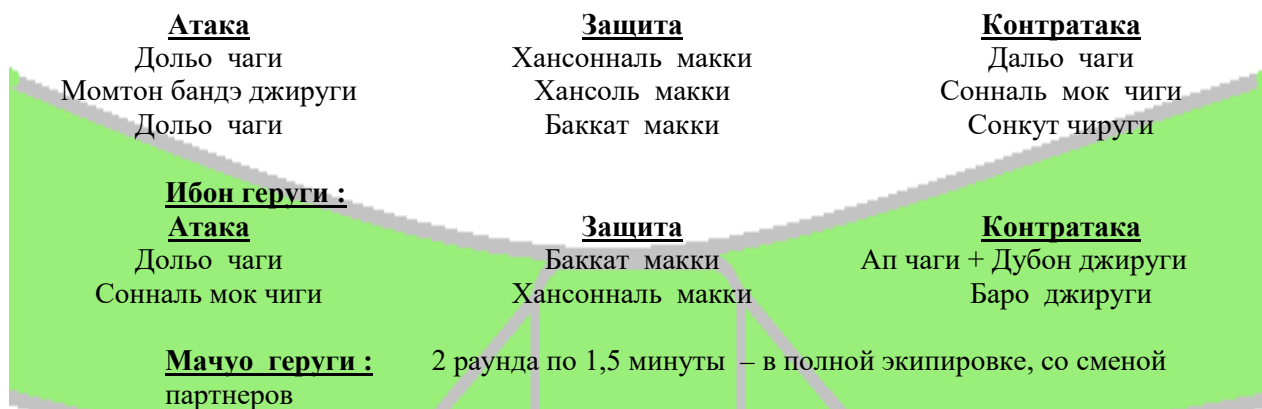 Атака Защита Контратака
Дольо чаги Хансонналь макки Дальо чаги
Момтон бандэ джируги Хансоль макки Сонналь мок чиги
Дольо чаги Баккат макки Сонкут чируги
Ибон геруги :
Атака Защита Контратака
Дольо чаги Баккат макки Ап чаги + Дубон джируги
Сонналь мок чиги Хансонналь макки Баро джируги
Мачуо геруги : 2 раунда по 1,5 минуты – в полной экипировке, со сменой
партнеров